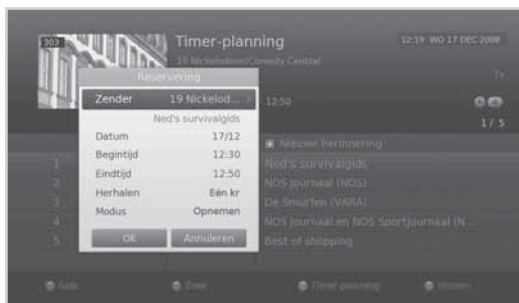 303
Timer-planning
12:19 WO 17 DEC 2008
19 Nickelodeon/Comedy Central
Tv
Reservering
Zender 19 Nickelod...
12:50
Ned's survivalgids
1 / 5
Datum 17/12
Nieuwe herinnering
Begintijd 12:30
1 Ned's survivalgids
Eindtijd 12:50
2 NOS Journaal (NOS)
Herhalen Eén kr
3 De Smurfen (VARA)
Modus Opnemen
4 NOS Journaal en NOS Sportjournaal (N...
OK Annuleren
5 Best of shopping
Zoek
Timer-planning
Wissen